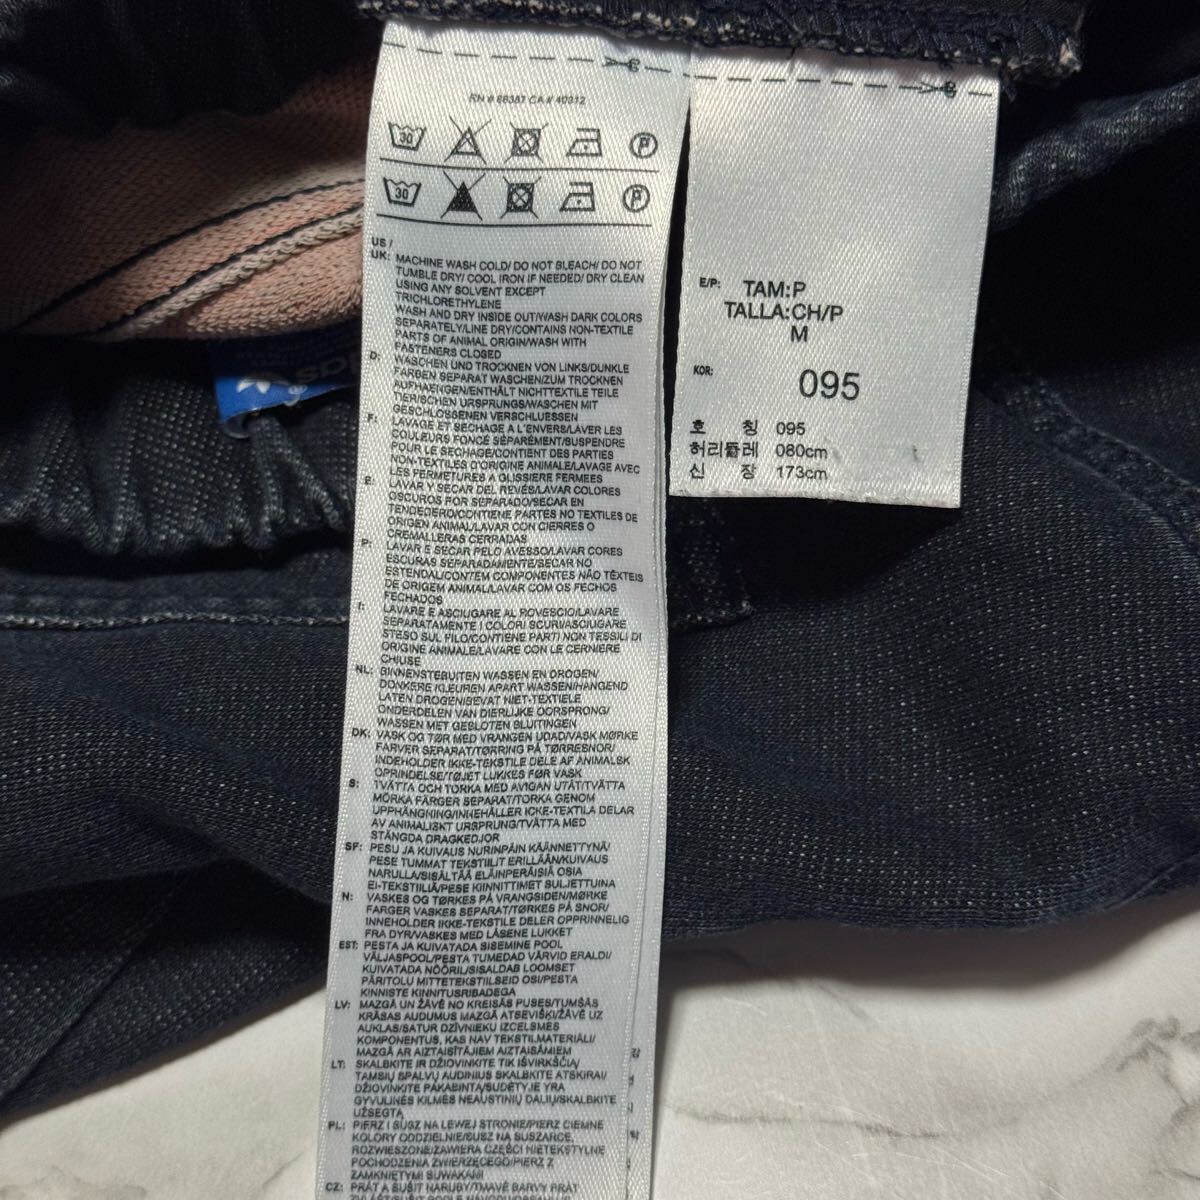 RN # 88387 CA # 40312
30
P
30
P
US /
UK: MACHINE WASH COLD/ DO NOT BLEACH/ DO NOT
TUMBLE DRY/ COOL IRON IF NEEDED/ DRY CLEAN
USING ANY SOLVENT EXCEPT
TRICHLORETHYLENE
WASH AND DRY INSIDE OUT/WASH DARK COLORS
SEPARATELY/LINE DRY/CONTAINS NON-TEXTILE
PARTS OF ANIMAL ORIGIN/WASH WITH
FASTENERS CLOSED
D: WASCHEN UND TROCKNEN VON LINKS/DUNKLE
FARBEN SEPARAT WASCHEN/ZUM TROCKNEN
AUFHAENGEN/ENTHÄLT NICHTTEXTILE TEILE
TIERISCHEN URSPRUNGS/WASCHEN MIT
GESCHLOSSENEN VERSCHLUESSEN
F: LAVAGE ET SECHAGE A L'ENVERS/LAVER LES
COULEURS FONCÉ SÉPARÉMENT/SUSPENDRE
POUR LE SECHAGE/CONTIENT DES PARTIES
NON-TEXTILES D'ORIGINE ANIMALE/LAVAGE AVEC
LES FERMETURES A GLISSIERE FERMEES
E: LAVAR Y SECAR DEL REVÉS/LAVAR COLORES
OSCUROS POR SEPARADO/SECAR EN
TENDEDERO/CONTIENE PARTES NO TEXTILES DE
ORIGEN ANIMAL/LAVAR CON CIERRES O
CREMALLERAS CERRADAS
P: LAVAR E SECAR PELO AVESSO/LAVAR CORES
ESCURAS SEPARADAMENTE/SECAR NO
ESTENDAL/CONTEM COMPONENTES NÃO TÊXTEIS
DE ORIGEM ANIMAL/LAVAR COM OS FECHOS
FECHADOS
I: LAVARE E ASCIUGARE AL ROVESCIO/LAVARE
SEPARATAMENTE I COLORI SCURI/ASCIUGARE
STESO SUL FILO/CONTIENE PARTI NON TESSILI DI
ORIGINE ANIMALE/LAVARE CON LE CERNIERE
CHIUSE
NL: BINNENSTEBUITEN WASSEN EN DROGEN/
DONKERE KLEUREN APART WASSEN/HANGEND
LATEN DROGEN/BEVAT NIET-TEXTIELE
ONDERDELEN VAN DIERLIJKE OORSPRONG/
WASSEN MET GESLOTEN SLUITINGEN
DK: VASK OG TØR MED VRANGEN UDAD/VASK MØRKE
FARVER SEPARAT/TØRRING PÅ TØRRESNOR/
INDEHOLDER IKKE-TEKSTILE DELE AF ANIMALSK
OPRINDELSE/TØJET LUKKES FØR VASK
S: TVÄTTA OCH TORKA MED AVIGAN UTÅT/TVÄTTA
MÖRKA FÄRGER SEPARAT/TORKA GENOM
UPPHÄNGNING/INNEHÅLLER ICKE-TEXTILA DELAR
AV ANIMALISKT URSPRUNG/TVÄTTA MED
STÄNGDA DRAGKEDJOR
SF: PESU JA KUIVAUS NURINPÄIN KÄÄNNETTYNÄ/
PESE TUMMAT TEKSTIILIT ERILLÄÄN/KUIVAUS
NARULLA/SISÄLTÄÄ ELÄINPERÄISIÄ OSIA
EI-TEKSTIILIÄ/PESE KIINNITTIMET SULJETTUINA
N: VASKES OG TØRKES PÅ VRANGSIDEN/MØRKE
FARGER VASKES SEPARAT/TØRKES PÅ SNOR/
INNEHOLDER IKKE-TEKSTILE DELER OPPRINNELIG
FRA DYR/VASKES MED LÅSENE LUKKET
EST: PESTA JA KUIVATADA SISEMINE POOL
VÄLJASPOOL/PESTA TUMEDAD VÄRVID ERALDI/
KUIVATADA NÖÖRIL/SISALDAB LOOMSET
PÄRITOLU MITTETEKSTIILSEID OSI/PESTA
KINNISTE KINNITUSRIBADEGA
LV: MAZGĀ UN ŽĀVĒ NO KREISĀS PUSES/TUMŠĀS
KRĀSAS AUDUMUS MAZGĀ ATSEVIŠĶI/ŽĀVĒ UZ
AUKLAS/SATUR DZĪVNIEKU IZCELSMES
KOMPONENTUS, KAS NAV TEKSTILMATERIĀLI/
MAZGĀ AR AIZTAISĪTĀJIEM AIZTAISĀMIEM
LT: SKALBKITE IR DŽIOVINKITE TIK IŠVIRKŠČIĄ/
TAMSIŲ SPALVŲ AUDINIUS SKALBKITE ATSKIRAI/
DŽIOVINKITE PAKABINTĄ/SUDĖTYJE YRA
GYVULINĖS KILMĖS NEAUSTINIŲ DALIŲ/SKALBKITE
UŽSEGTĄ
PL: PIERZ I SUSZ NA LEWEJ STRONIE/PIERZ CIEMNE
KOLORY ODDZIELNIE/SUSZ NA SUSZARCE,
ROZWIESZONE/ZAWIERA CZĘŚCI NIETEKSTYLNE
POCHODZENIA ZWIERZĘCEGO/PIERZ Z
ZAMKNIĘTYMI SUWAKAMI
CZ: PRÁT A SUŠIT NARUBY/TMAVÉ BARVY PRÁT
E/P: TAM:P
TALLA:CH/P
M
KOR: 095
호 칭 095
허리둘레 080cm
신 장 173cm